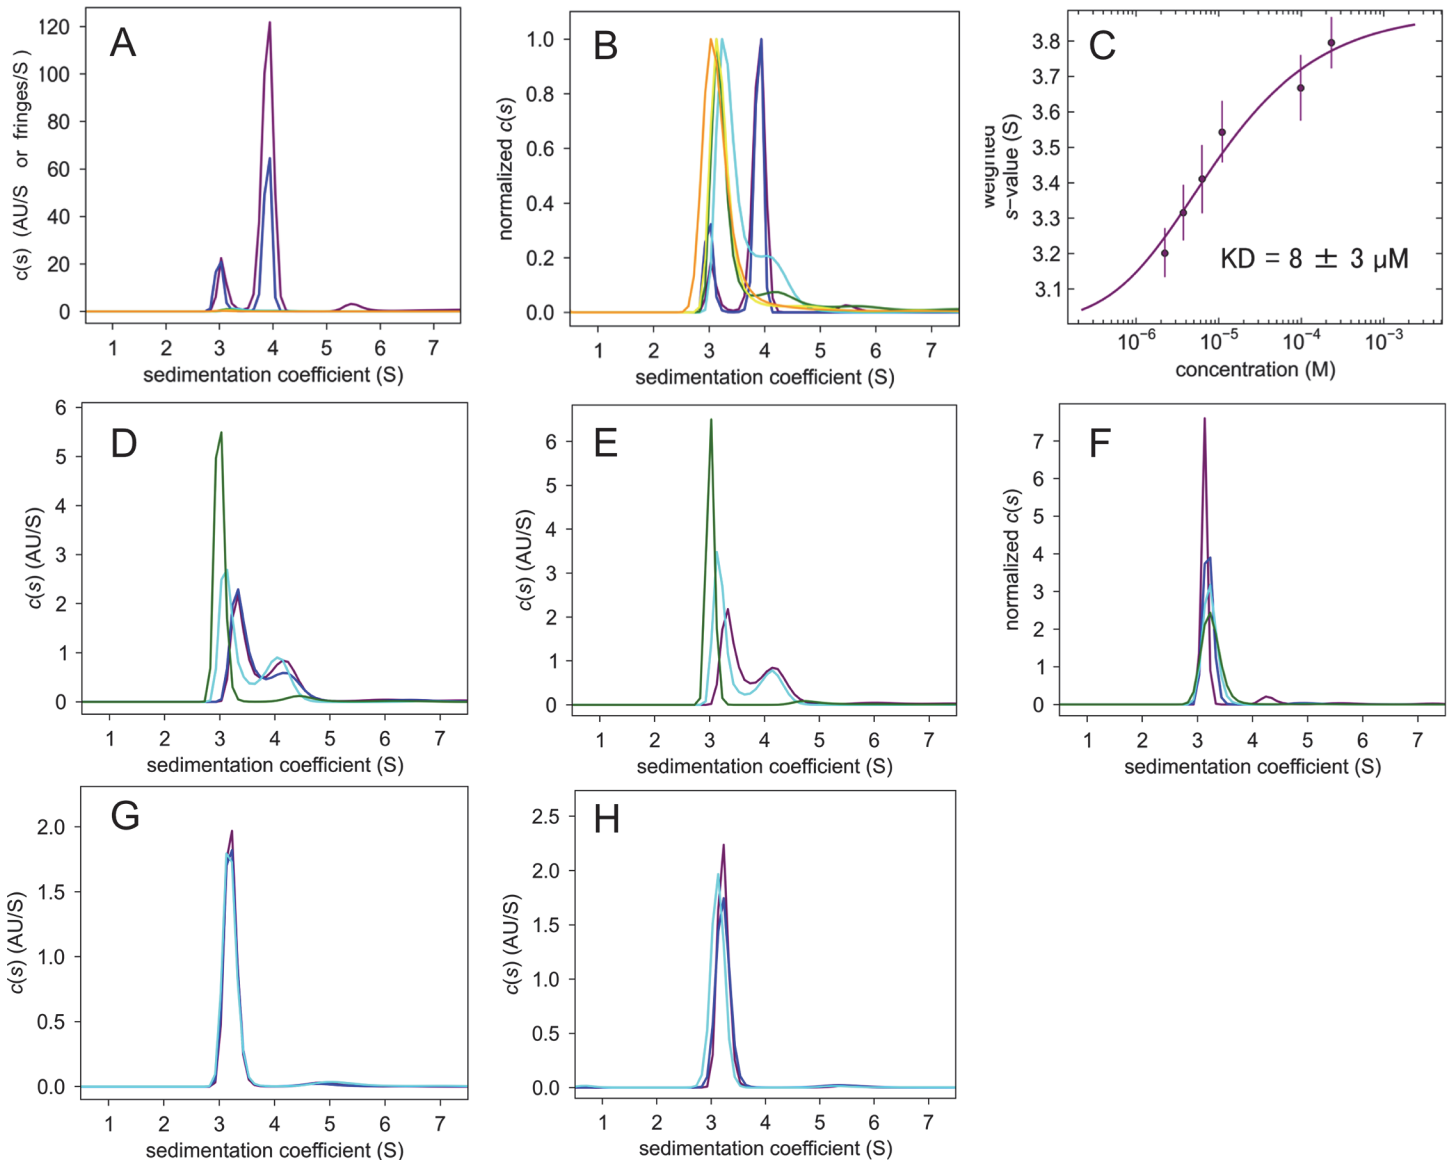 A
120
100
80
60
40
20
0
c(s) (AU/S or fringes/S)
1 2 3 4 5 6 7
sedimentation coefficient (S)
B
1.0
0.8
0.6
0.4
0.2
0.0
normalized c(s)
1 2 3 4 5 6 7
sedimentation coefficient (S)
C
3.8
3.7
3.6
3.5
3.4
3.3
3.2
3.1
weighted
s-value (S)
KD = 8 ± 3 µM
10⁻⁶ 10⁻⁵ 10⁻⁴ 10⁻³
concentration (M)
D
6
5
4
3
2
1
0
c(s) (AU/S)
1 2 3 4 5 6 7
sedimentation coefficient (S)
E
6
5
4
3
2
1
0
c(s) (AU/S)
1 2 3 4 5 6 7
sedimentation coefficient (S)
F
7
6
5
4
3
2
1
0
normalized c(s)
1 2 3 4 5 6 7
sedimentation coefficient (S)
G
2.0
1.5
1.0
0.5
0.0
c(s) (AU/S)
1 2 3 4 5 6 7
sedimentation coefficient (S)
H
2.5
2.0
1.5
1.0
0.5
0.0
c(s) (AU/S)
1 2 3 4 5 6 7
sedimentation coefficient (S)